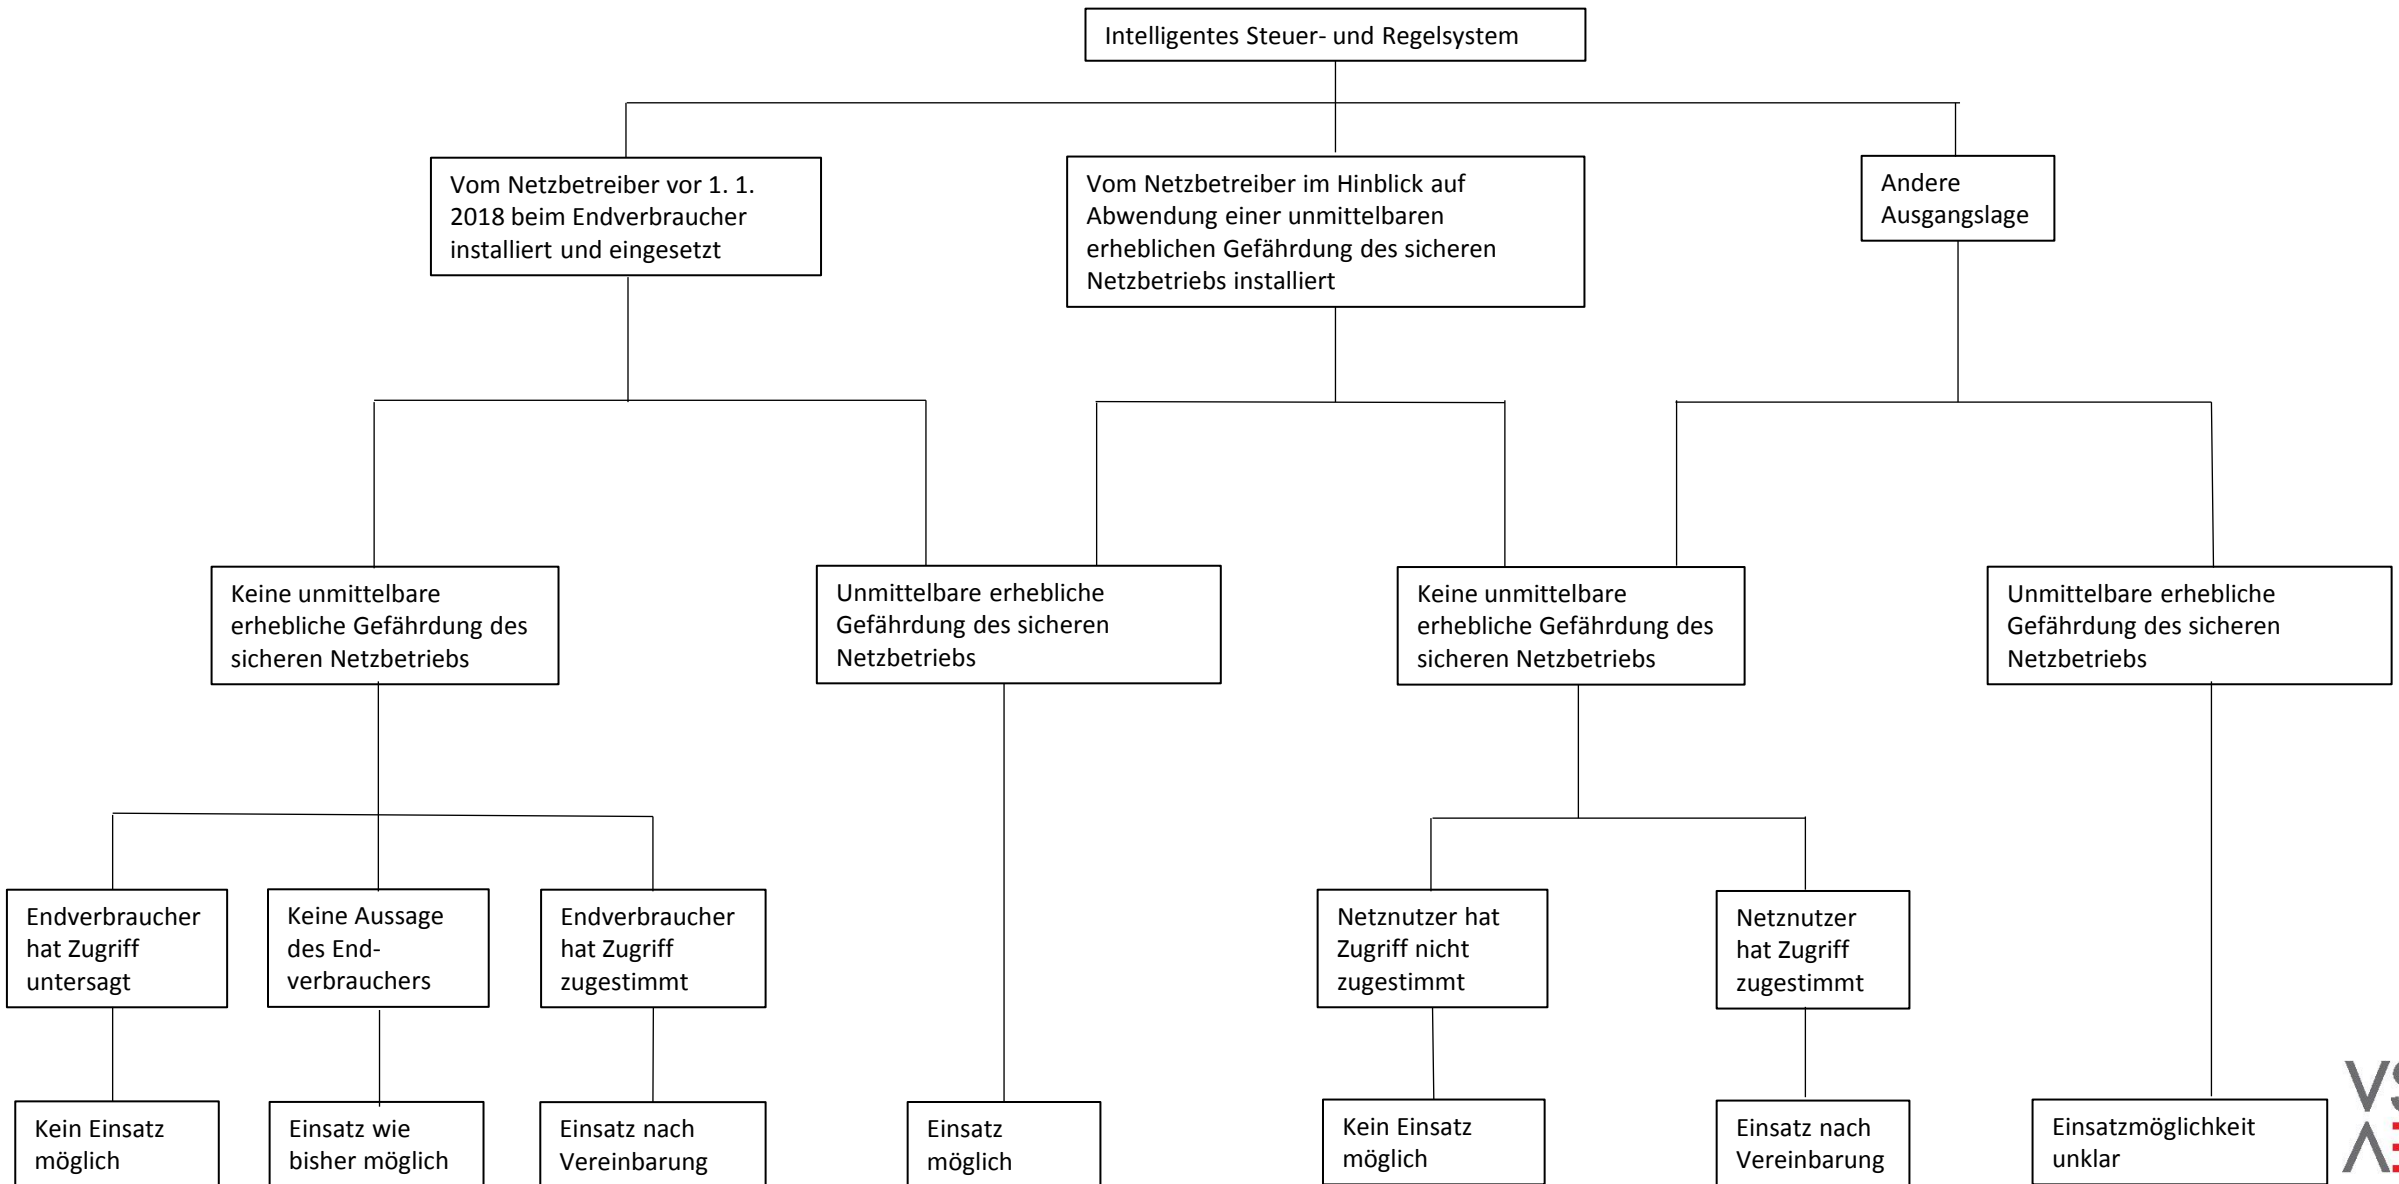 Intelligentes Steuer- und Regelsystem
Vom Netzbetreiber vor 1. 1.
2018 beim Endverbraucher
installiert und eingesetzt
Vom Netzbetreiber im Hinblick auf
Abwendung einer unmittelbaren
erheblichen Gefährdung des sicheren
Netzbetriebs installiert
Andere
Ausgangslage
Keine unmittelbare
erhebliche Gefährdung des
sicheren Netzbetriebs
Unmittelbare erhebliche
Gefährdung des sicheren
Netzbetriebs
Keine unmittelbare
erhebliche Gefährdung des
sicheren Netzbetriebs
Unmittelbare erhebliche
Gefährdung des sicheren
Netzbetriebs
Endverbraucher
hat Zugriff
untersagt
Keine Aussage
des End-
verbrauchers
Endverbraucher
hat Zugriff
zugestimmt
Netznutzer hat
Zugriff nicht
zugestimmt
Netznutzer
hat Zugriff
zugestimmt
Kein Einsatz
möglich
Einsatz wie
bisher möglich
Einsatz nach
Vereinbarung
Einsatz
möglich
Kein Einsatz
möglich
Einsatz nach
Vereinbarung
Einsatzmöglichkeit
unklar